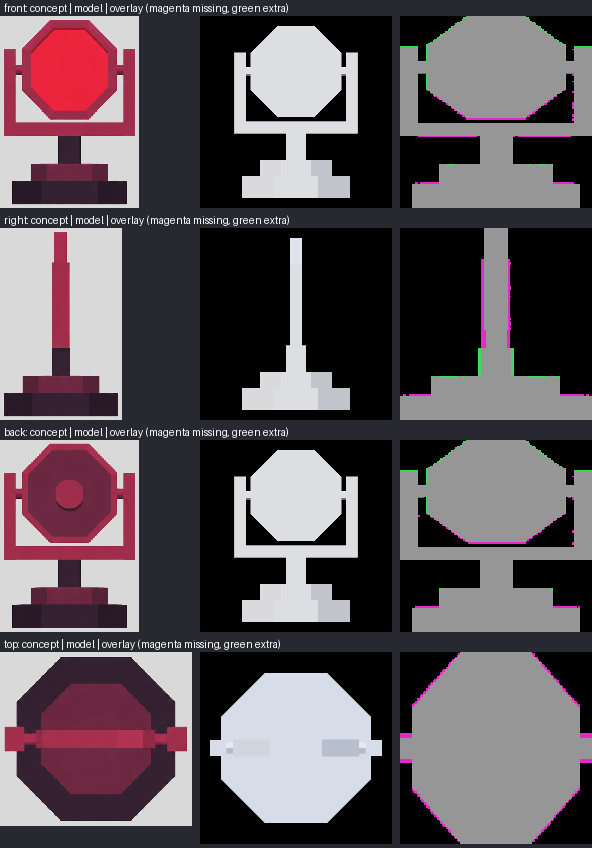 front: concept | model | overlay (magenta missing, green extra)
right: concept | model | overlay (magenta missing, green extra)
back: concept | model | overlay (magenta missing, green extra)
top: concept | model | overlay (magenta missing, green extra)